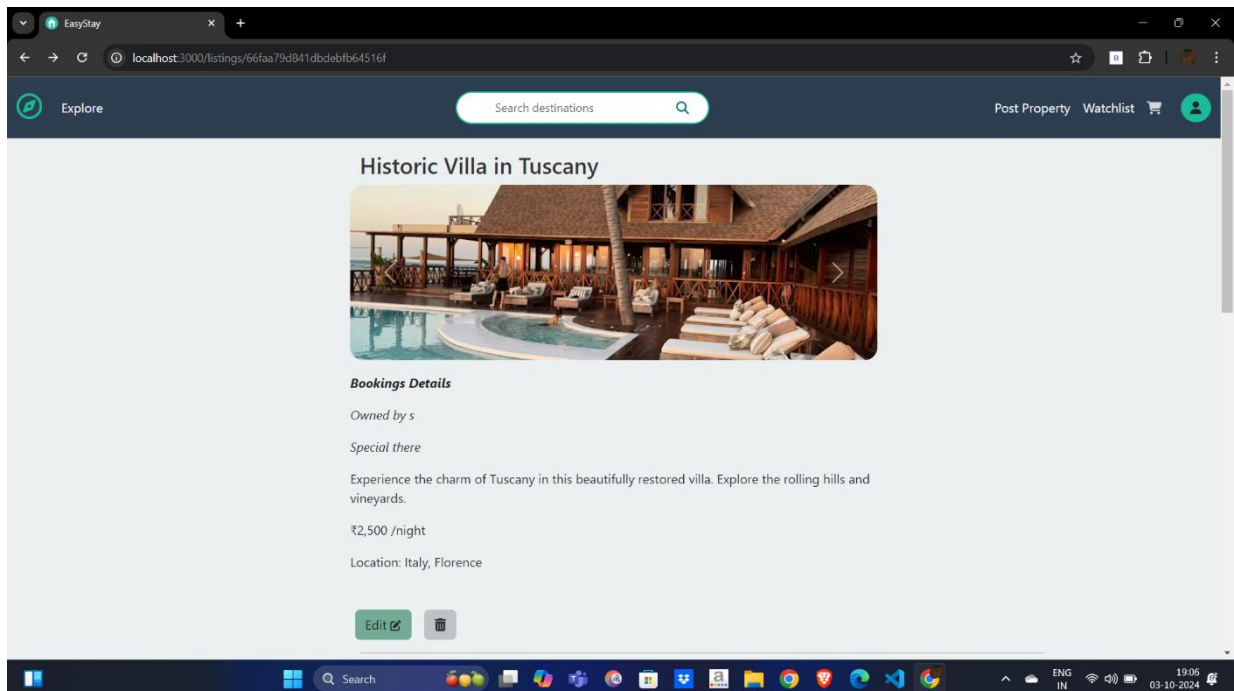 EasyStay
localhost:3000/listings/66faa79d841dbdebfb64516f
Explore
Search destinations
Post Property Watchlist
Historic Villa in Tuscany
Bookings Details
Owned by s
Special there
Experience the charm of Tuscany in this beautifully restored villa. Explore the rolling hills and
vineyards.
₹2,500 /night
Location: Italy, Florence
Edit
Search
ENG
IN
19:06
03-10-2024